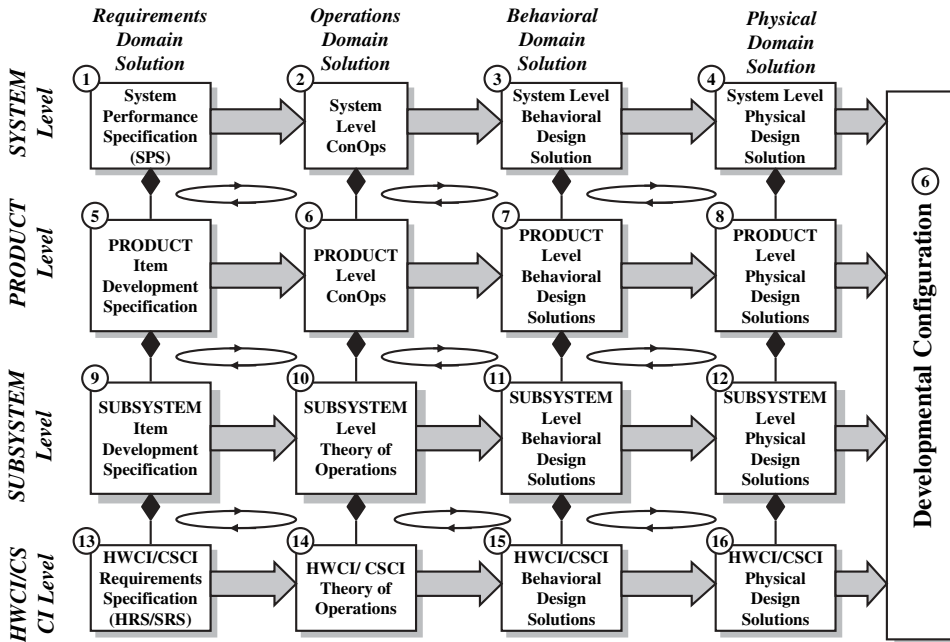 Requirements
Domain
Solution
Operations
Domain
Solution
Behavioral
Domain
Solution
Physical
Domain
Solution
SYSTEM
Level
1
System
Performance
Specification
(SPS)
2
System
Level
ConOps
3
System Level
Behavioral
Design
Solution
4
System Level
Physical
Design
Solution
PRODUCT
Level
5
PRODUCT
Item
Development
Specification
6
PRODUCT
Level
ConOps
7
PRODUCT
Level
Behavioral
Design
Solutions
8
PRODUCT
Level
Physical
Design
Solutions
SUBSYSTEM
Level
9
SUBSYSTEM
Item
Development
Specification
10
SUBSYSTEM
Level
Theory of
Operations
11
SUBSYSTEM
Level
Behavioral
Design
Solutions
12
SUBSYSTEM
Level
Physical
Design
Solutions
HWCI/CS
CI Level
13
HWCI/CSCI
Requirements
Specification
(HRS/SRS)
14
HWCI/ CSCI
Theory of
Operations
15
HWCI/CSCI
Behavioral
Design
Solutions
16
HWCI/CSCI
Physical
Design
Solutions
Developmental Configuration 6